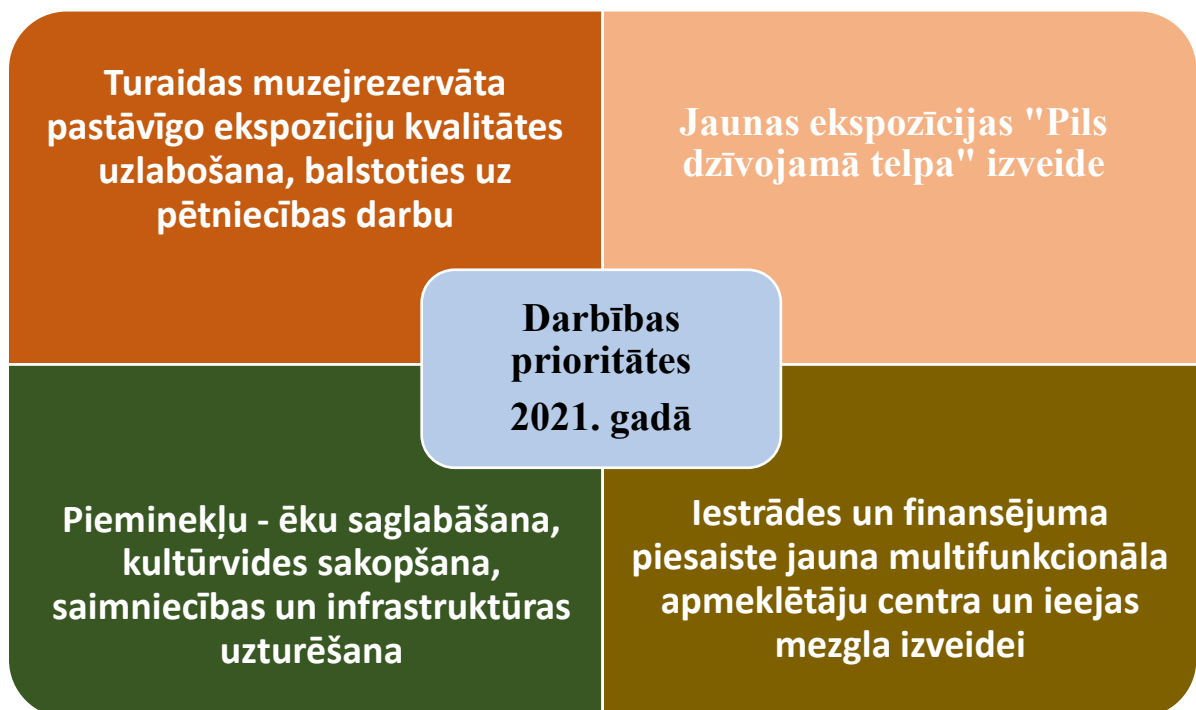 Turaidas muzejrezervāta
pastāvīgo ekspozīciju kvalitātes
uzlabošana, balstoties uz
pētniecības darbu
Jaunas ekspozīcijas "Pils
dzīvojamā telpa" izveide
Darbības
prioritātes
2021. gadā
Pieminekļu - ēku saglabāšana,
kultūrvides sakopšana,
saimniecības un infrastruktūras
uzturēšana
Iestrādes un finansējuma
piesaiste jauna multifunkcionāla
apmeklētāju centra un ieejas
mezgla izveidei